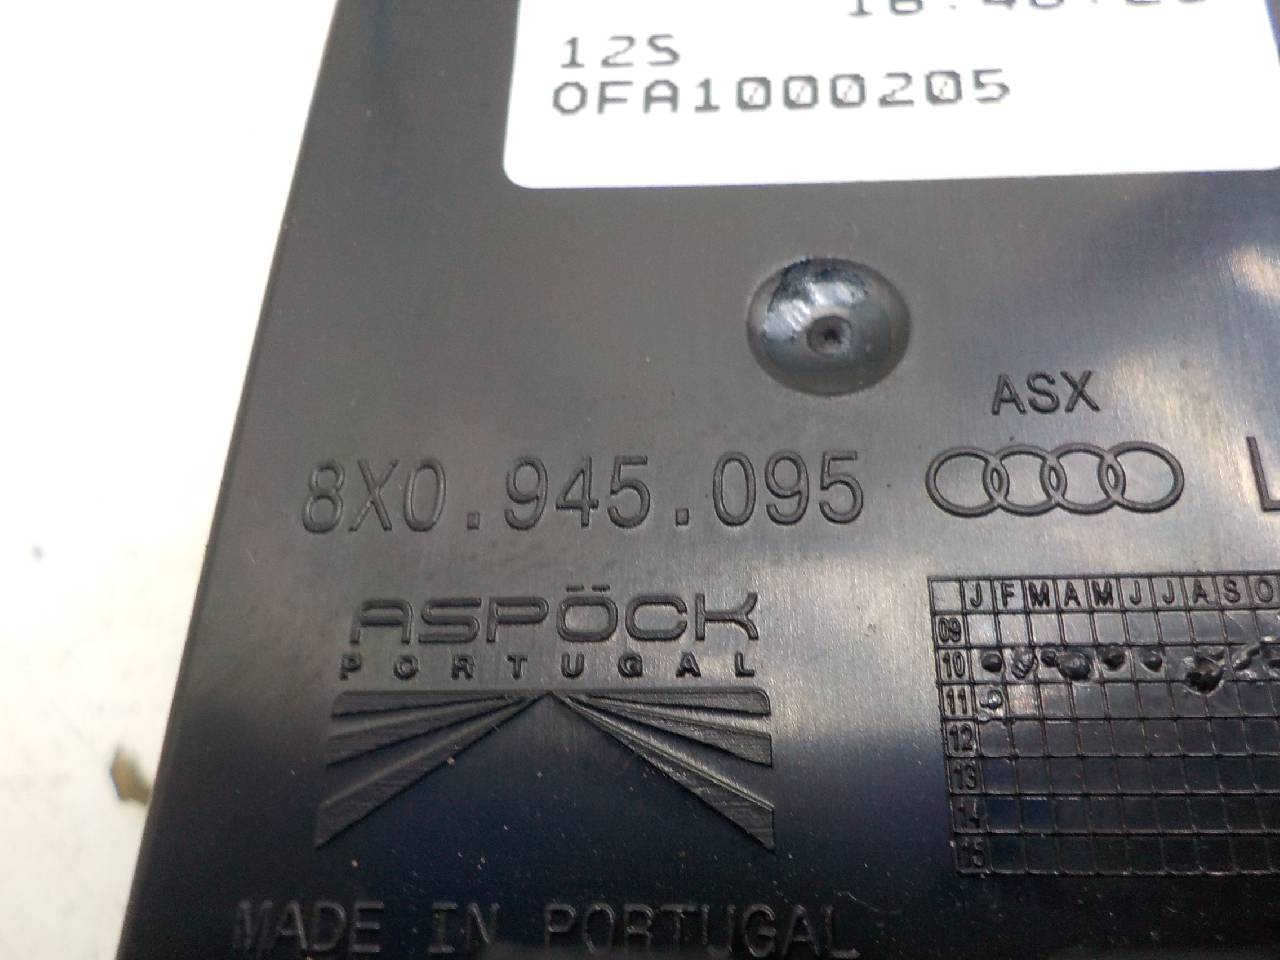 12S
0FA1000205
ASX
8X0.945.095
L
ASPÖCK
PORTUGAL
J F M A M J J A S O
09
10
11
12
13
14
15
MADE IN PORTUGAL